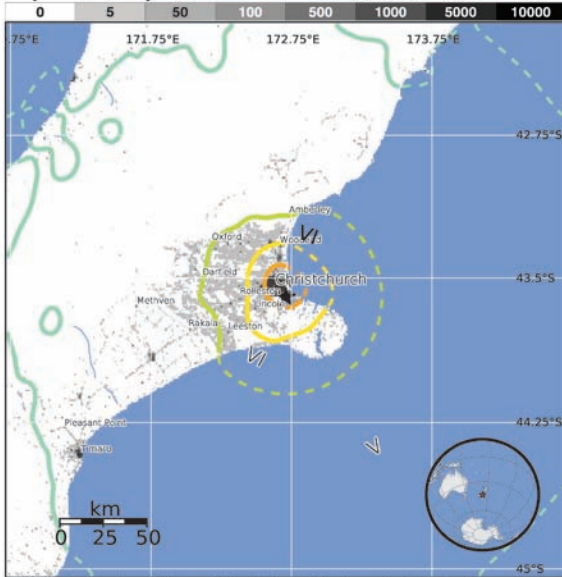 0 5 50 100 500 1000 5000 10000
171.75°E 172.75°E 173.75°E
42.75°S
Amberley
VI
Oxford
Christchurch
43.5°S
Darfield
Rolleston
Methven
Lincoln
Rakaia
Leeston
VI
44.25°S
Pleasant Point
V
Timaru
km
0 25 50
45°S